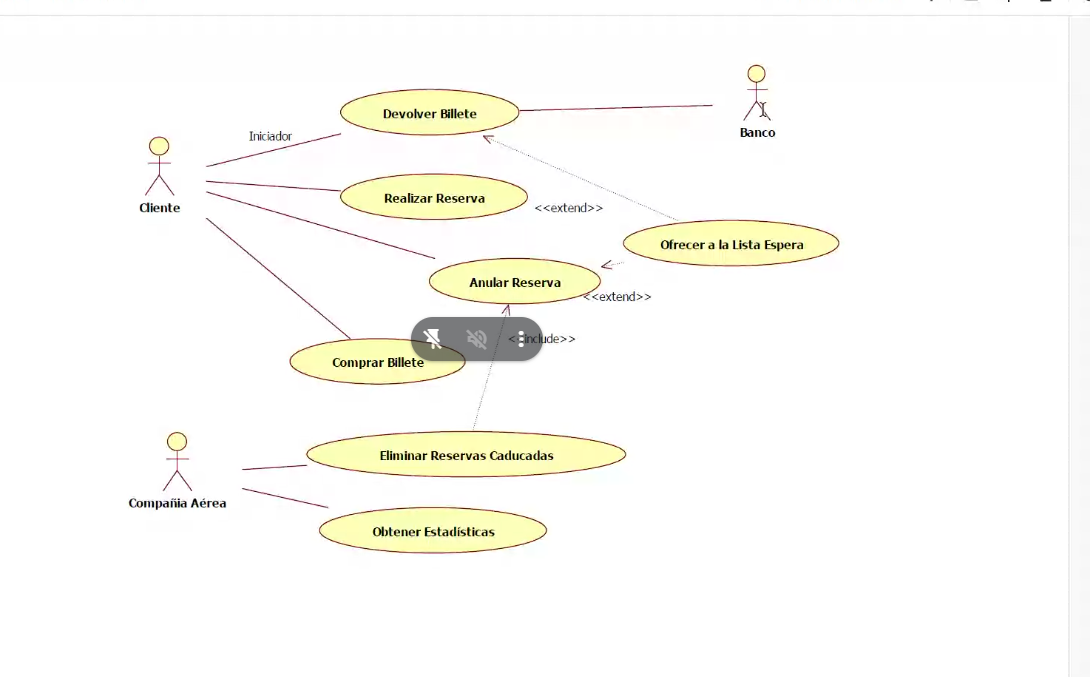 Banco
Devolver Billete
Iniciador
Cliente
Realizar Reserva
<<extend>>
Ofrecer a la Lista Espera
Anular Reserva
<<extend>>
<<include>>
Comprar Billete
Eliminar Reservas Caducadas
Compañia Aérea
Obtener Estadísticas